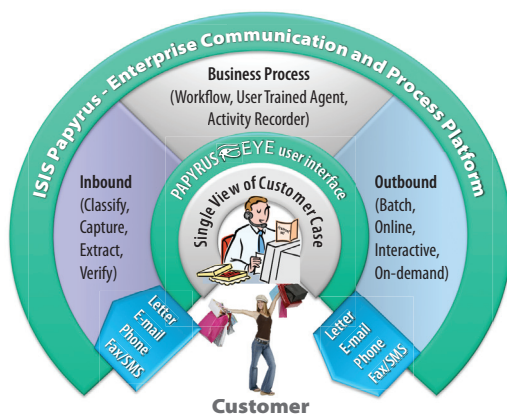 ISIS Papyrus - Enterprise Communication and Process Platform
Business Process
(Workflow, User Trained Agent,
Activity Recorder)
PAPYRUS EYE user interface
Single View of Customer Case
Inbound
(Classify,
Capture,
Extract,
Verify)
Outbound
(Batch,
Online,
Interactive,
On-demand)
Letter
E-mail
Phone
Fax/SMS
Letter
E-mail
Phone
Fax/SMS
Customer